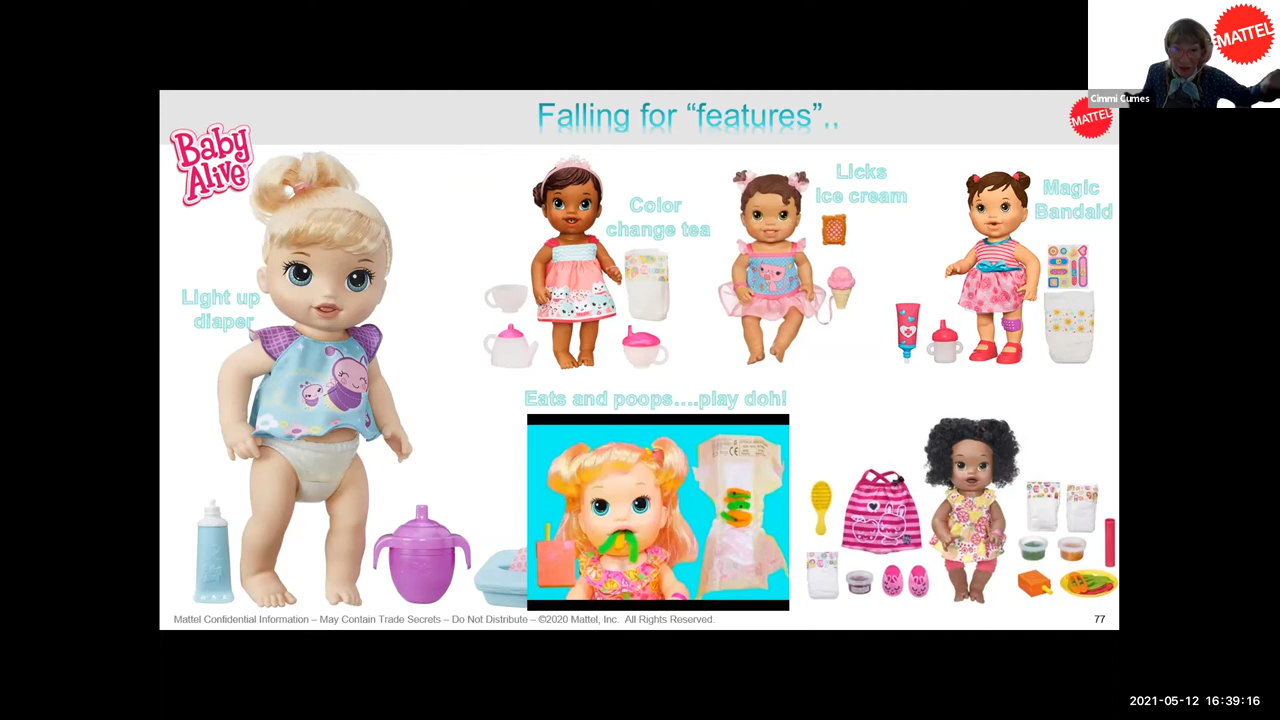 MATTEL
Cimmi Cumes
Falling for “features”..
MATTEL
Baby
Alive
Light up
diaper
Color
change tea
Licks
ice cream
Magic
Bandaid
Eats and poops....play doh!
Mattel Confidential Information – May Contain Trade Secrets – Do Not Distribute – ©2020 Mattel, Inc. All Rights Reserved.
77
2021-05-12 16:39:16